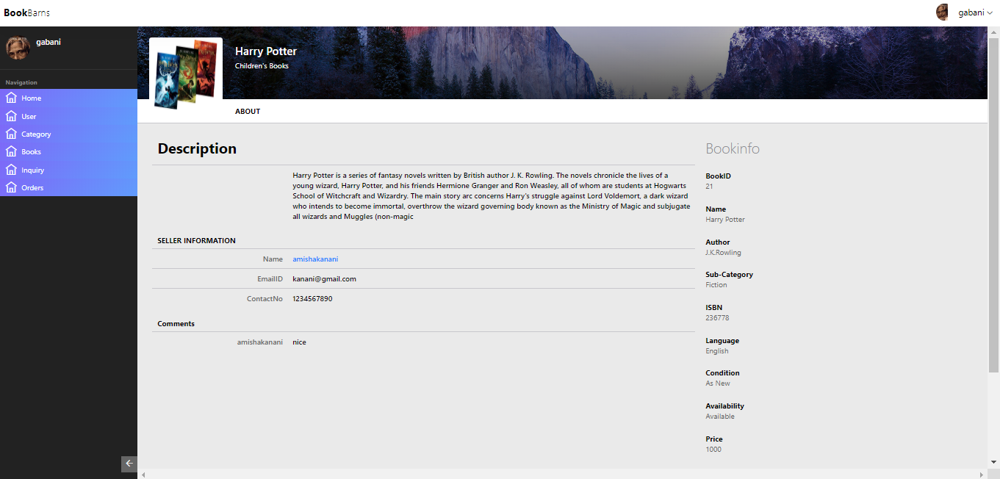 BookBarns
gabani
gabani
Navigation
Home
User
Category
Books
Inquiry
Orders
Harry Potter
Children's Books
ABOUT
Description
Harry Potter is a series of fantasy novels written by British author J. K. Rowling. The novels chronicle the lives of a
young wizard, Harry Potter, and his friends Hermione Granger and Ron Weasley, all of whom are students at Hogwarts
School of Witchcraft and Wizardry. The main story arc concerns Harry's struggle against Lord Voldemort, a dark wizard
who intends to become immortal, overthrow the wizard governing body known as the Ministry of Magic and subjugate
all wizards and Muggles (non-magic
SELLER INFORMATION
Name amishakanani
EmailID kanani@gmail.com
ContactNo 1234567890
Comments
amishakanani nice
Bookinfo
BookID
21
Name
Harry Potter
Author
J.K.Rowling
Sub-Category
Fiction
ISBN
236778
Language
English
Condition
As New
Availability
Available
Price
1000